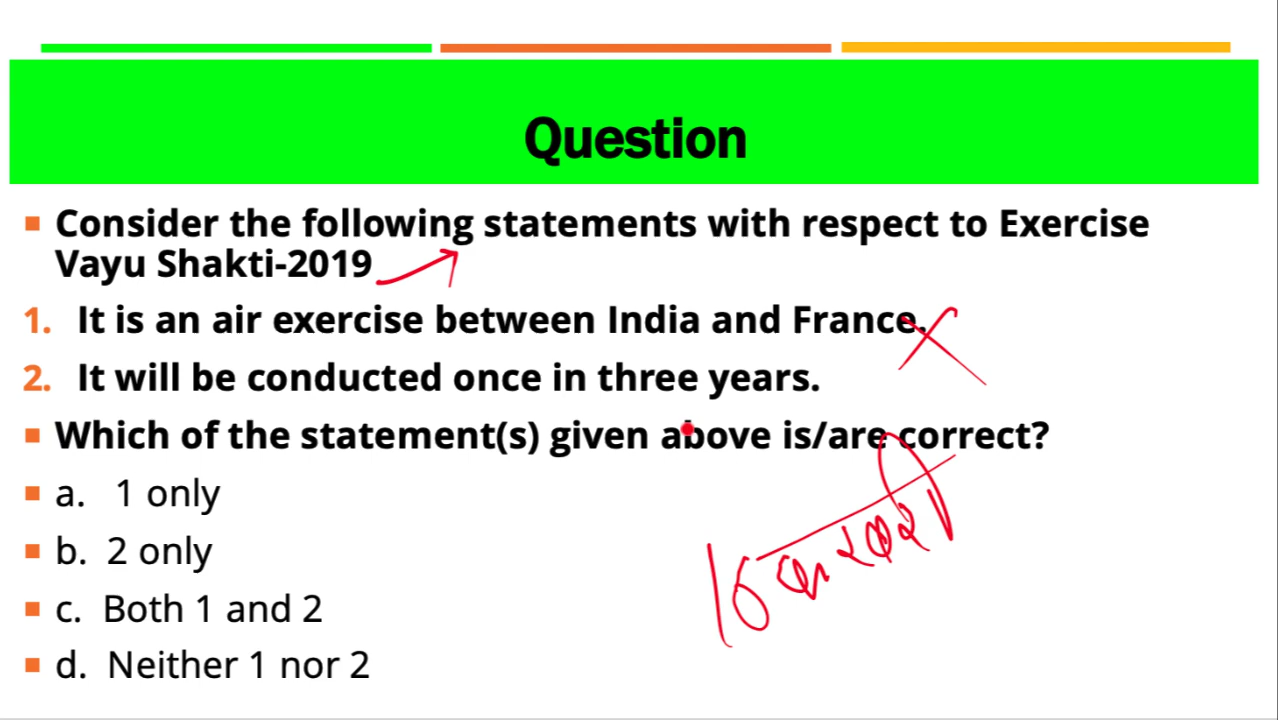 Question
Consider the following statements with respect to Exercise
Vayu Shakti-2019
1. It is an air exercise between India and France.
2. It will be conducted once in three years.
Which of the statement(s) given above is/are correct?
a. 1 only
b. 2 only
c. Both 1 and 2
d. Neither 1 nor 2